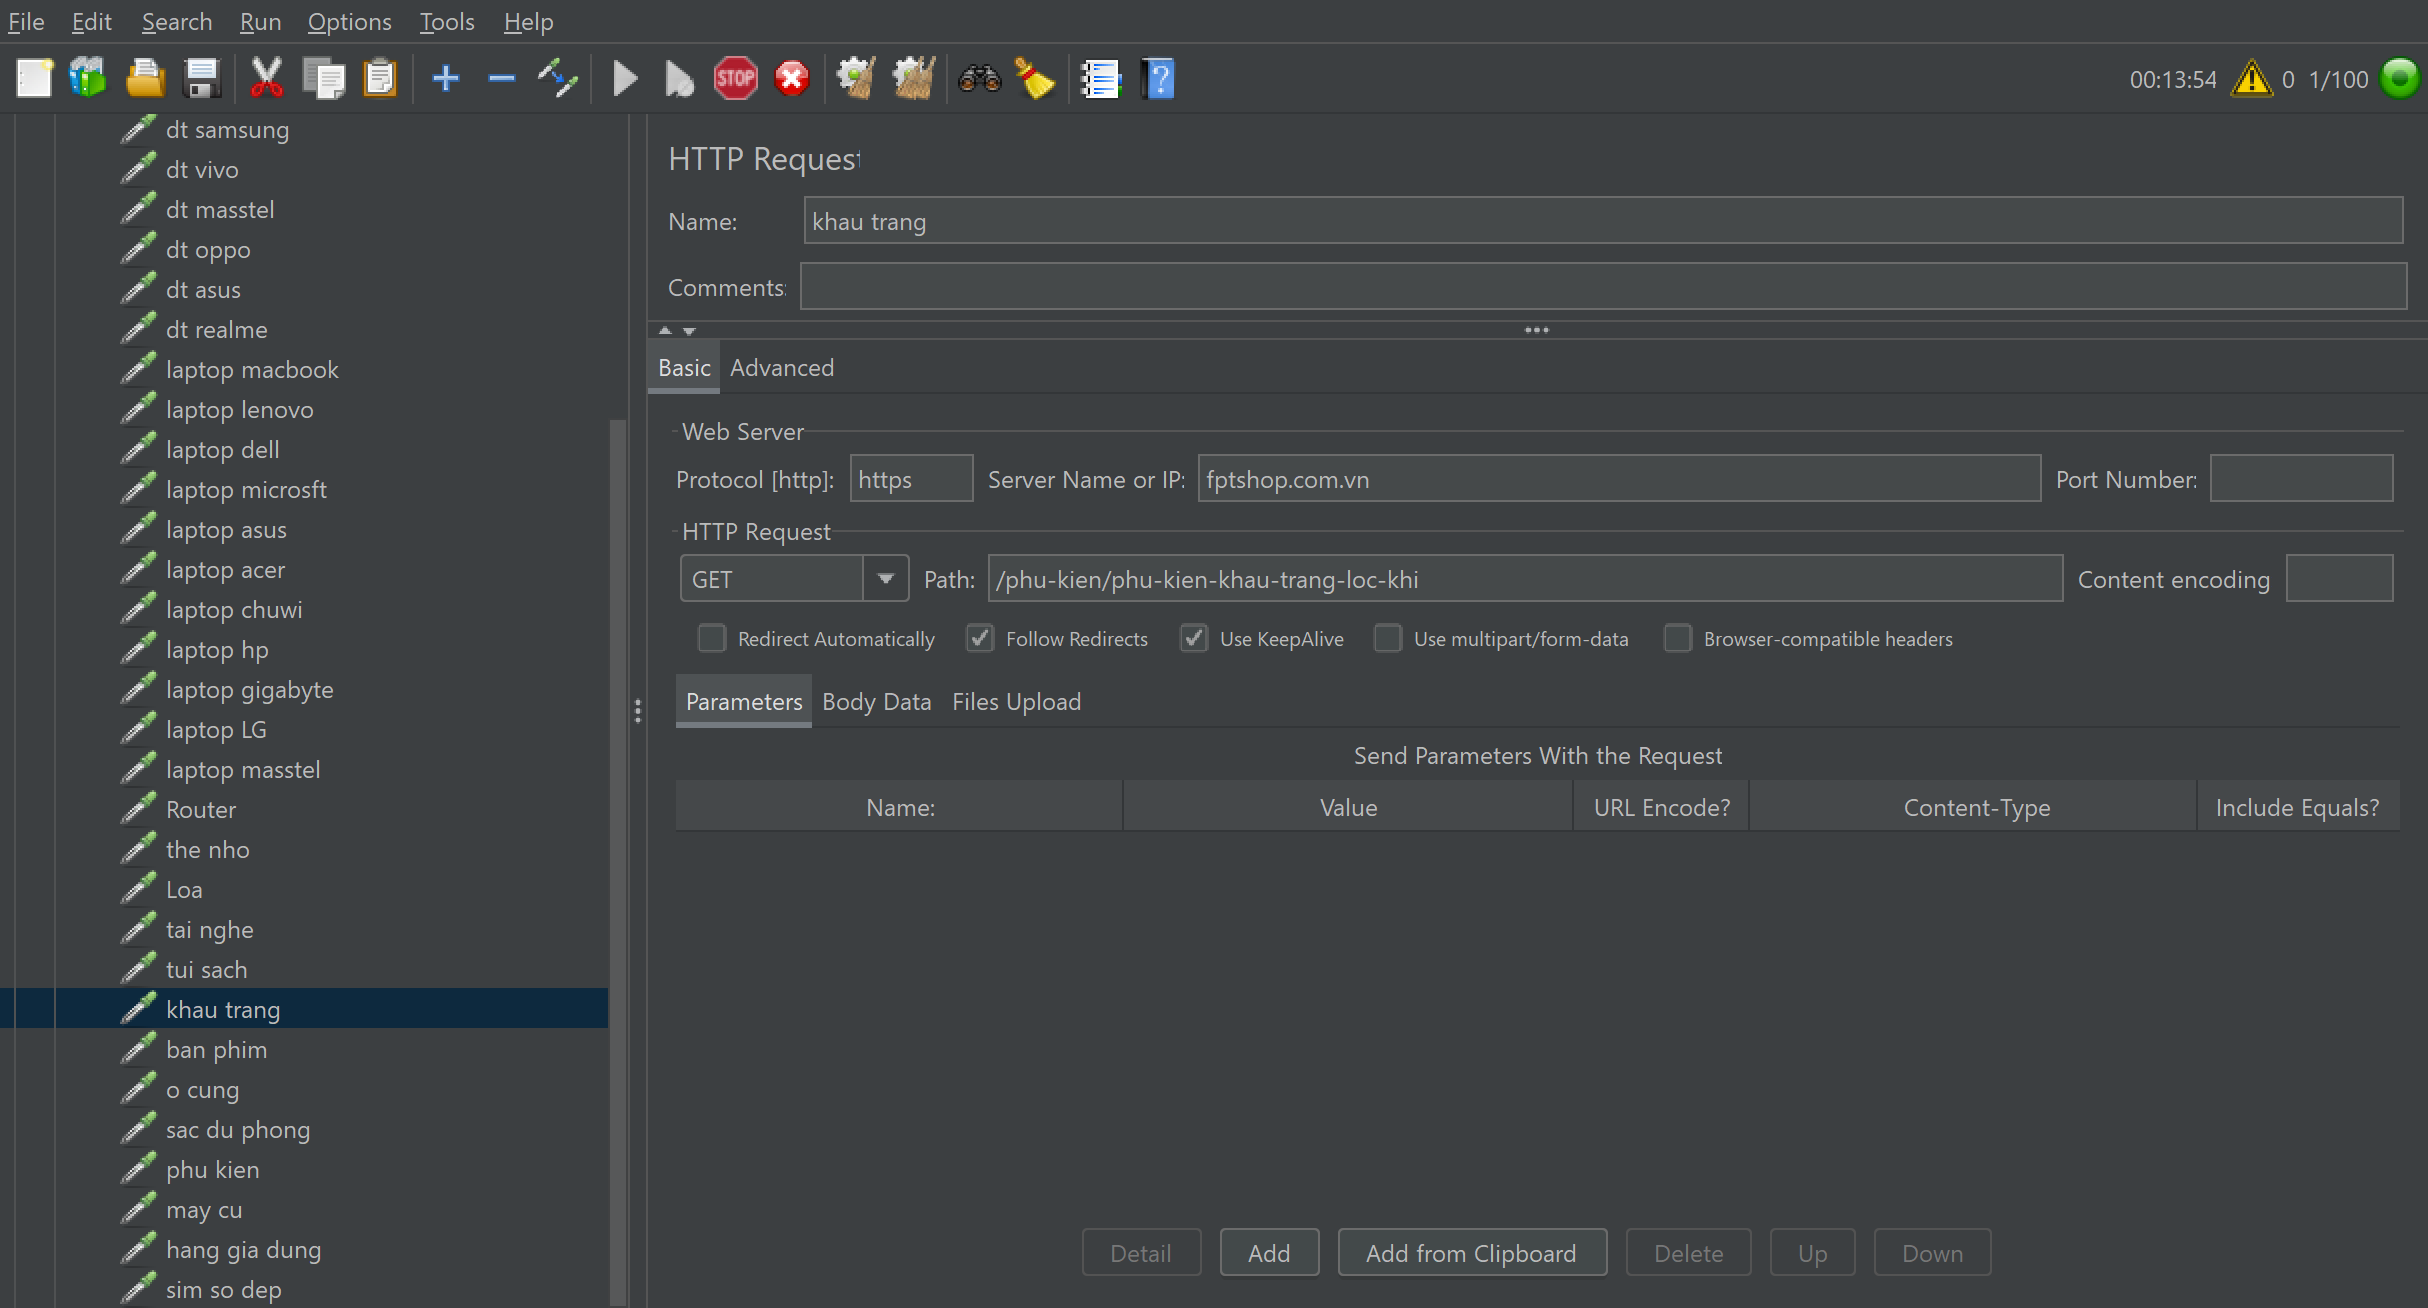 File Edit Search Run Options Tools Help
STOP
?
00:13:54 0 1/100
dt samsung
dt vivo
dt masstel
dt oppo
dt asus
dt realme
laptop macbook
laptop lenovo
laptop dell
laptop microsft
laptop asus
laptop acer
laptop chuwi
laptop hp
laptop gigabyte
laptop LG
laptop masstel
Router
the nho
Loa
tai nghe
tui sach
khau trang
ban phim
o cung
sac du phong
phu kien
may cu
hang gia dung
sim so dep
HTTP Request
Name: khau trang
Comments:
Basic Advanced
Web Server
Protocol [http]: https Server Name or IP: fptshop.com.vn Port Number:
HTTP Request
GET Path: /phu-kien/phu-kien-khau-trang-loc-khi Content encoding
Redirect Automatically Follow Redirects Use KeepAlive Use multipart/form-data Browser-compatible headers
Parameters Body Data Files Upload
Send Parameters With the Request
Name: Value URL Encode? Content-Type Include Equals?
Detail Add Add from Clipboard Delete Up Down